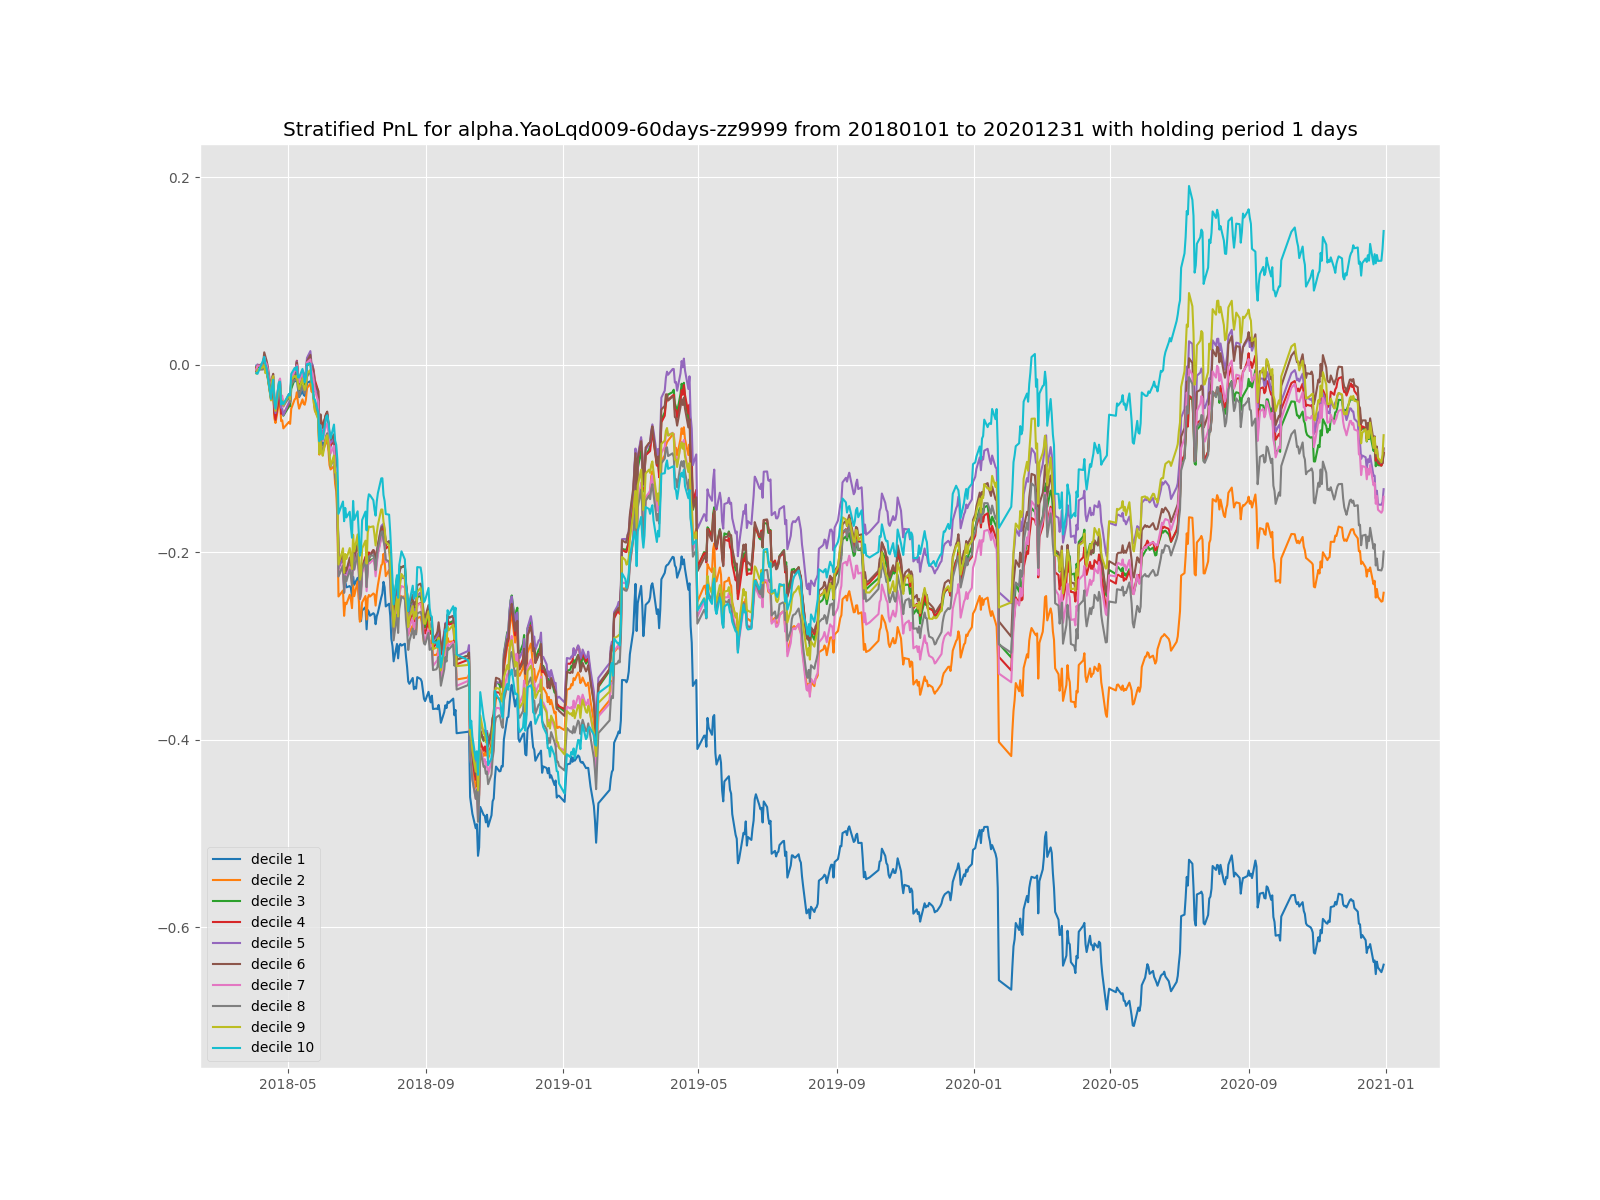 Stratified PnL for alpha.YaoLqd009-60days-zz9999 from 20180101 to 20201231 with holding period 1 days
0.2
0.0
−0.2
−0.4
−0.6
decile 1
decile 2
decile 3
decile 4
decile 5
decile 6
decile 7
decile 8
decile 9
decile 10
2018-05 2018-09 2019-01 2019-05 2019-09 2020-01 2020-05 2020-09 2021-01